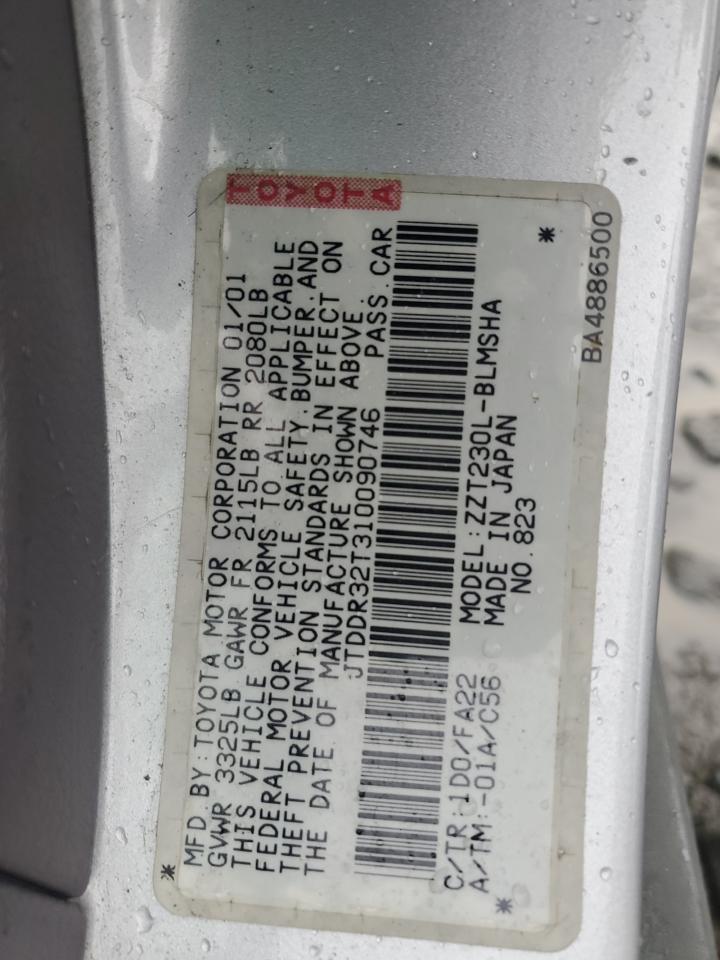 TOYOTA
MFD.BY:TOYOTA MOTOR CORPORATION 01/01
GVWR 3325LB GAWR FR 2115LB RR 2080LB
THIS VEHICLE CONFORMS TO ALL APPLICABLE
FEDERAL MOTOR VEHICLE SAFETY,BUMPER,AND
THEFT PREVENTION STANDARDS IN EFFECT ON
THE DATE OF MANUFACTURE SHOWN ABOVE.
JTDDR32T310090746 PASS.CAR
C/TR:1D0/FA22 MODEL:ZZT230L-BLMSHA
A/TM:-01A/C56 MADE IN JAPAN
NO.823
BA4886500